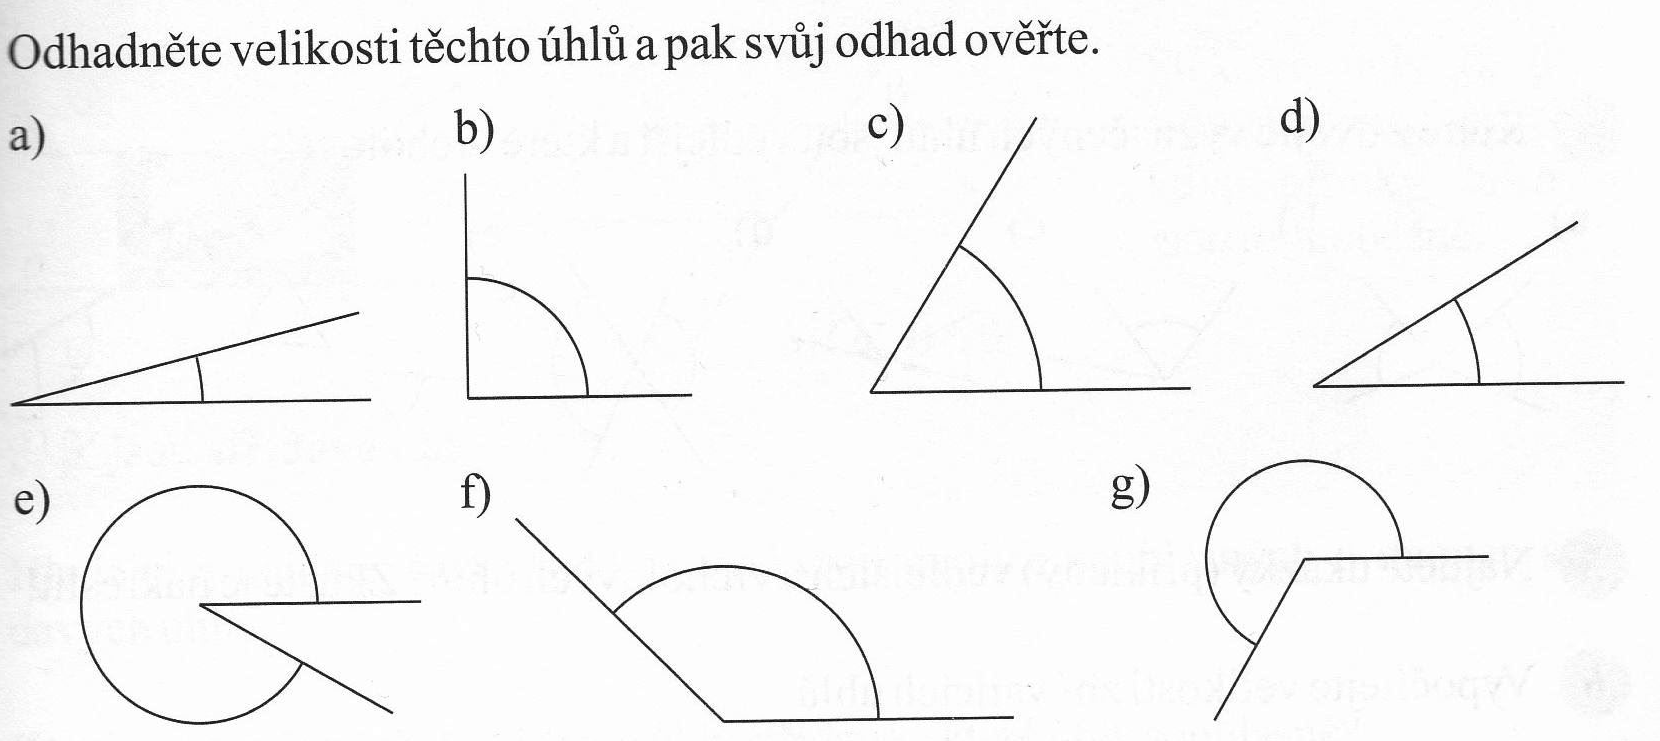 Odhadněte velikosti těchto úhlů a pak svůj odhad ověřte.
a)
b)
c)
d)
e)
f)
g)